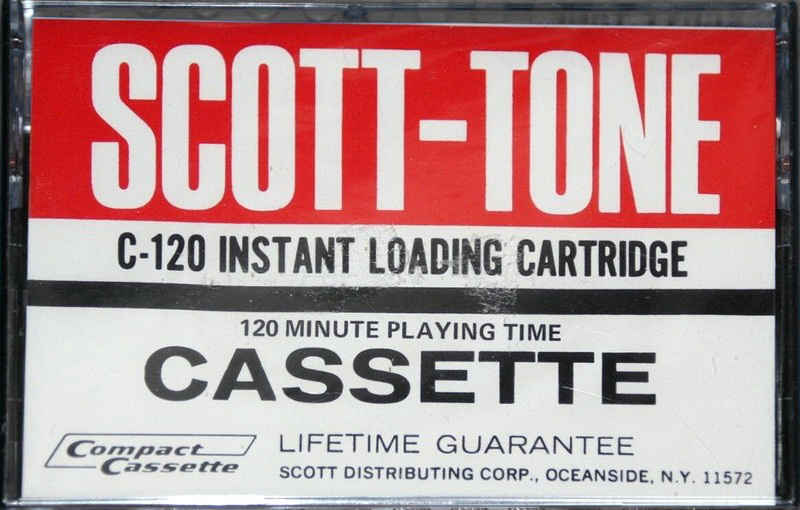 SCOTT-TONE
C-120 INSTANT LOADING CARTRIDGE
120 MINUTE PLAYING TIME
CASSETTE
Compact
Cassette
LIFETIME GUARANTEE
SCOTT DISTRIBUTING CORP., OCEANSIDE, N.Y. 11572